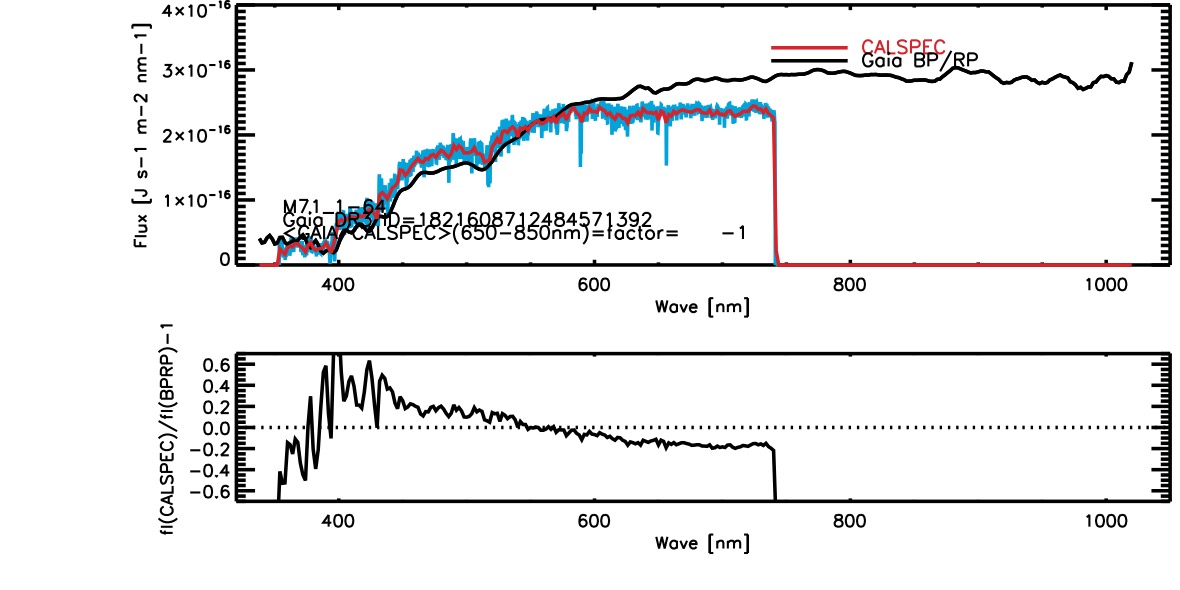 4×10−16
3×10−16
2×10−16
1×10−16
0
Flux [J s−1 m−2 nm−1]
CALSPEC
Gaia BP/RP
M71_1−64
Gaia DR3 ID=1821608712484571392
<GAIA CALSPEC>(650−850nm)=factor= −1
400 600 800 1000
Wave [nm]
0.6
0.4
0.2
0.0
−0.2
−0.4
−0.6
fl(CALSPEC)/fl(BPRP)−1
400 600 800 1000
Wave [nm]